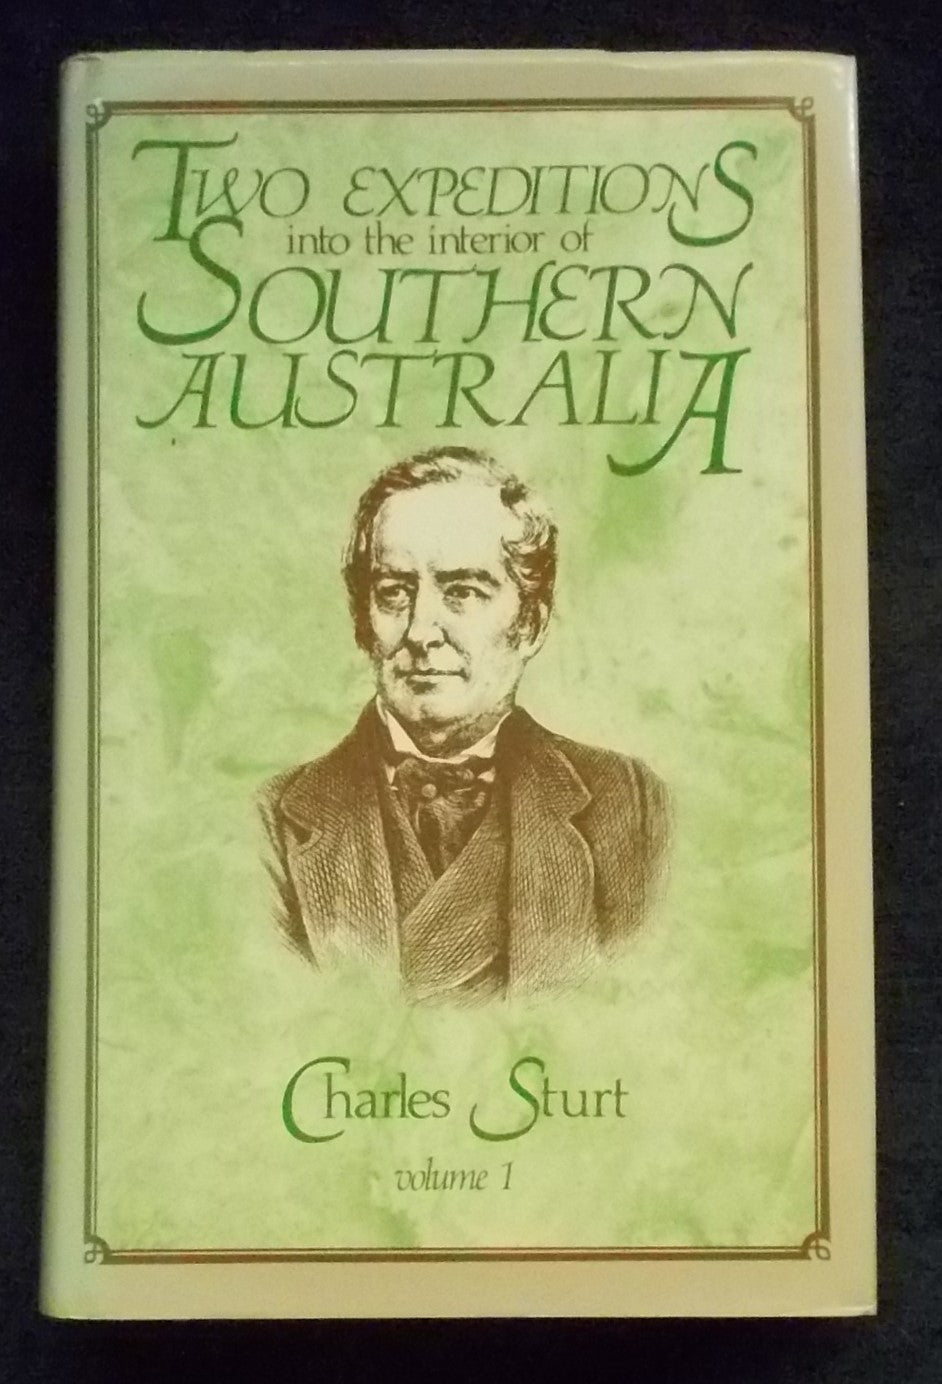 Two Expeditions
into the interior of
Southern
Australia
Charles Sturt
volume 1